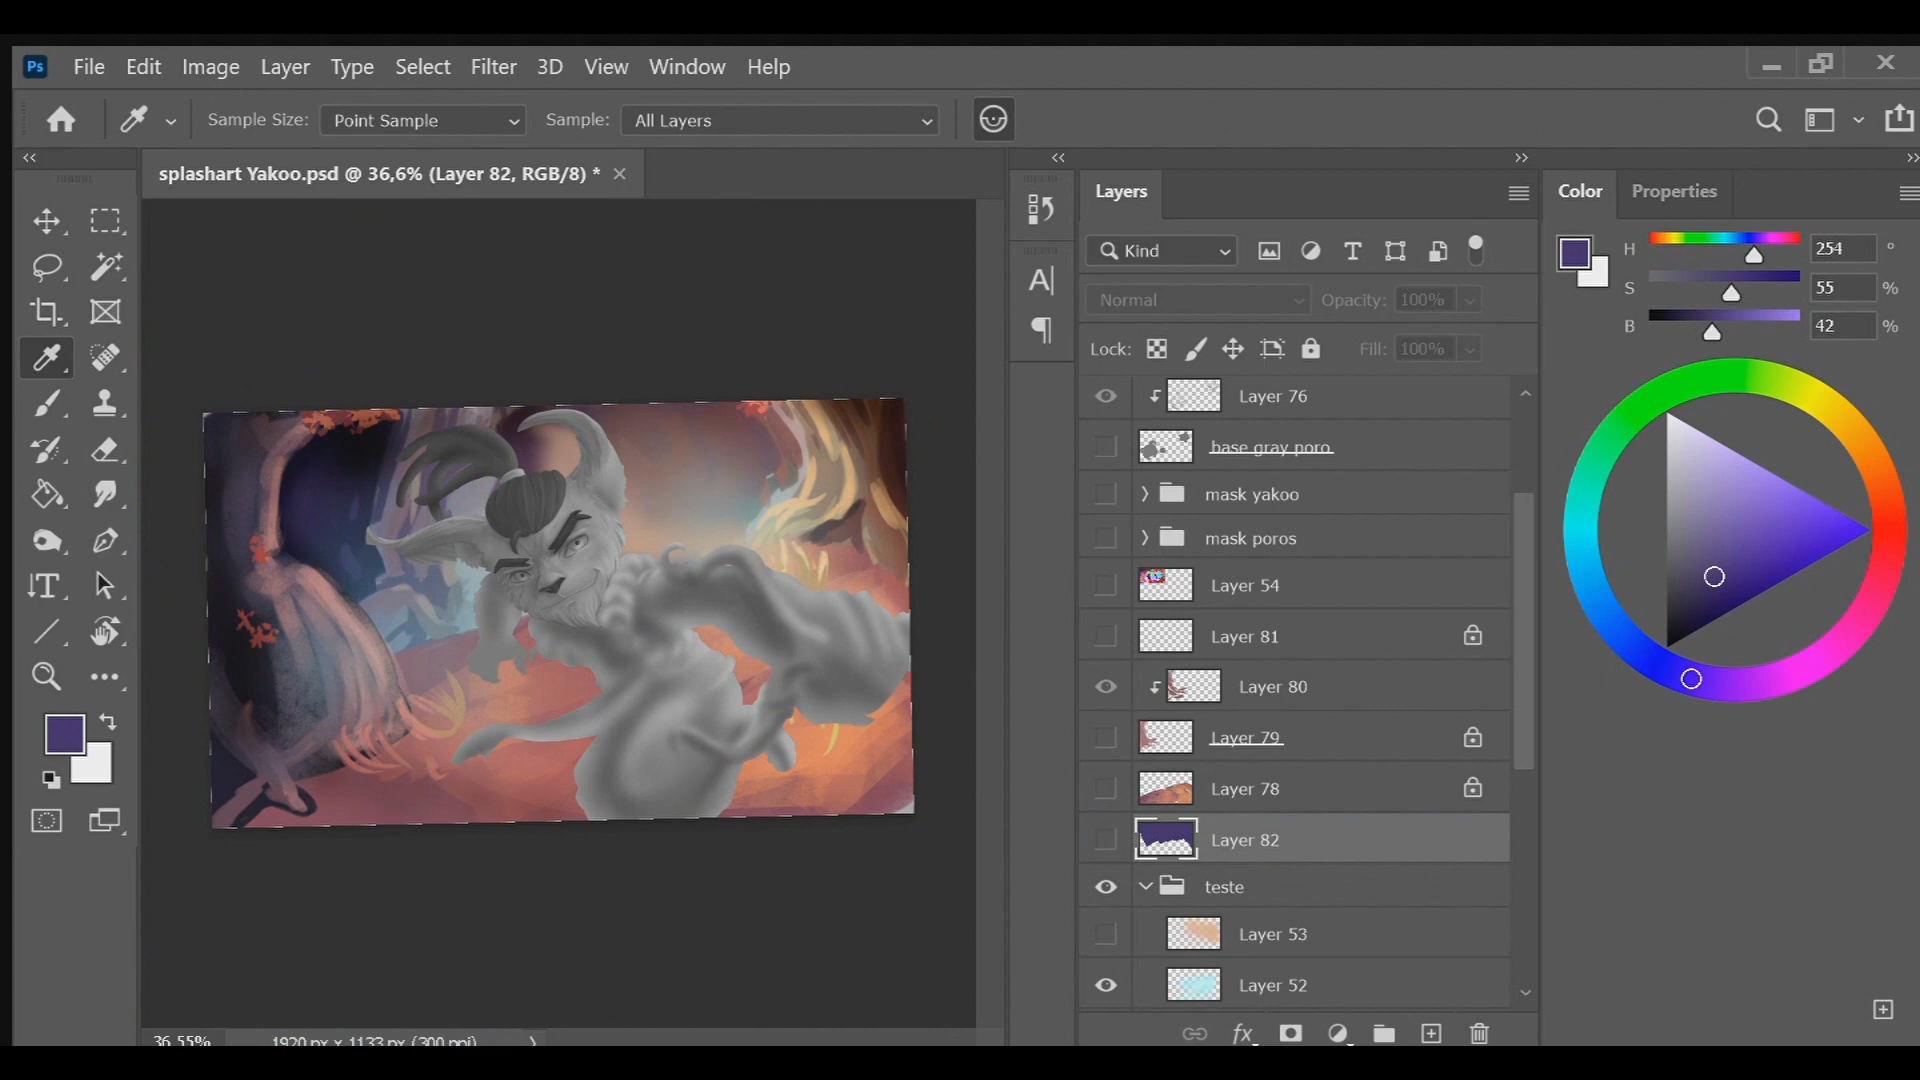 Ps File Edit Image Layer Type Select Filter 3D View Window Help
Sample Size: Point Sample Sample: All Layers
splashart Yakoo.psd @ 36,6% (Layer 82, RGB/8) *
Layers
Color Properties
Kind
H 254 °
S 55 %
B 42 %
Normal Opacity: 100%
Lock: Fill: 100%
Layer 76
base gray poro
mask yakoo
mask poros
Layer 54
Layer 81
Layer 80
Layer 79
Layer 78
Layer 82
teste
Layer 53
Layer 52
fx
36,55% 1920 px x 1133 px (300 ppi)